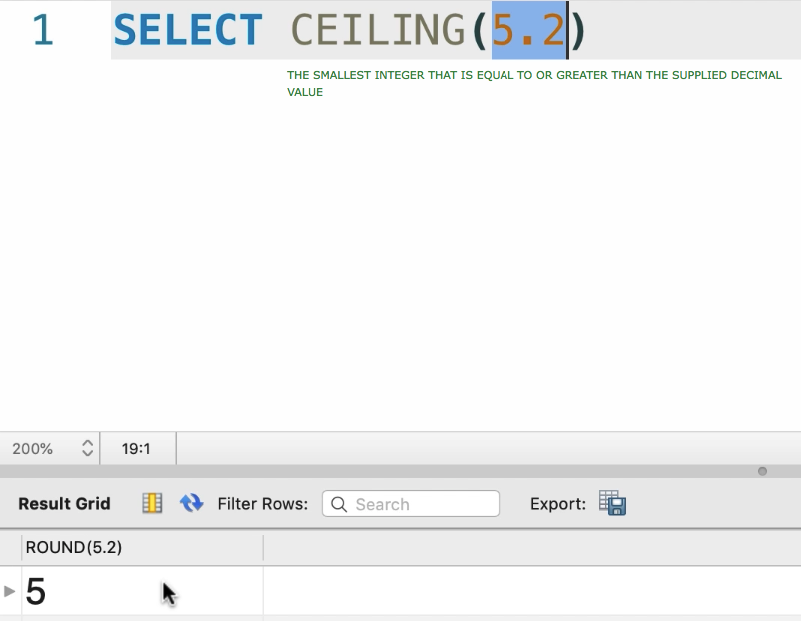 1 SELECT CEILING(5.2)
THE SMALLEST INTEGER THAT IS EQUAL TO OR GREATER THAN THE SUPPLIED DECIMAL
VALUE
200% 19:1
Result Grid Filter Rows: Search Export:
ROUND(5.2)
5